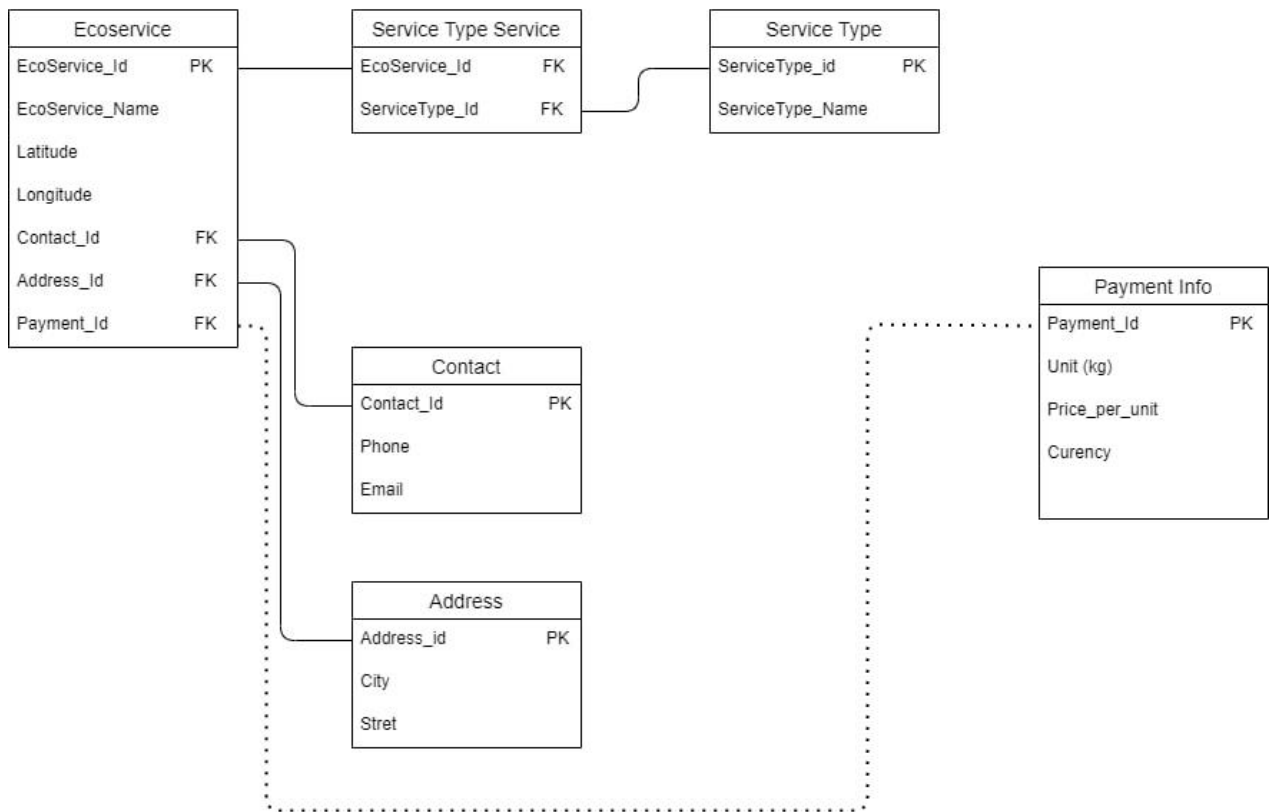 Ecoservice
EcoService_Id PK
EcoService_Name
Latitude
Longitude
Contact_Id FK
Address_Id FK
Payment_Id FK
Service Type Service
EcoService_Id FK
ServiceType_Id FK
Service Type
ServiceType_id PK
ServiceType_Name
Contact
Contact_Id PK
Phone
Email
Address
Address_id PK
City
Stret
Payment Info
Payment_Id PK
Unit (kg)
Price_per_unit
Curency